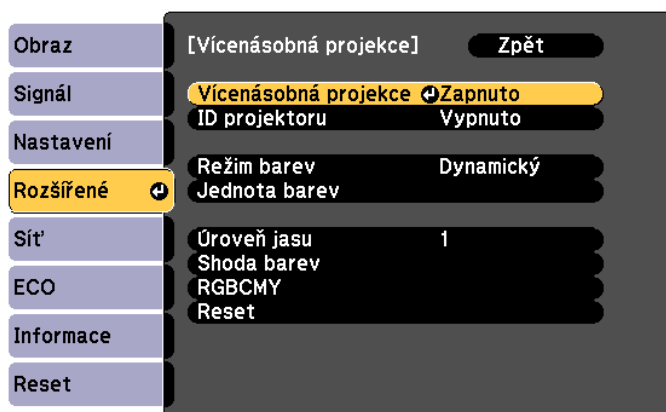 Obraz
Signál
Nastavení
Rozšířené
Síť
ECO
Informace
Reset
[Vícenásobná projekce] Zpět
Vícenásobná projekce Zapnuto
ID projektoru Vypnuto
Režim barev Dynamický
Jednota barev
Úroveň jasu 1
Shoda barev
RGBCMY
Reset